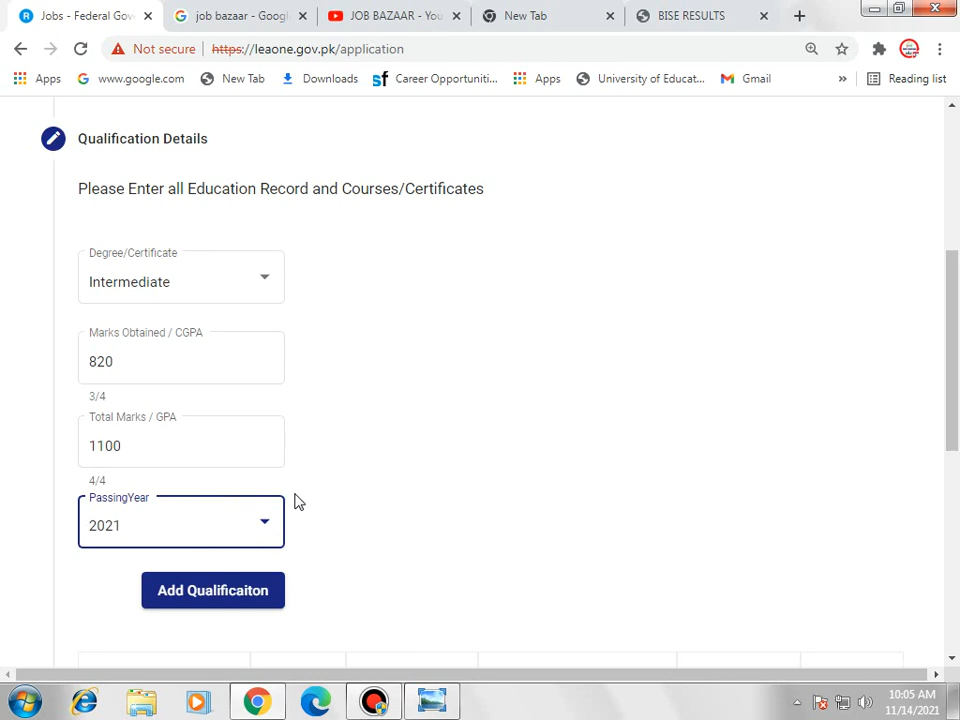 Jobs - Federal Gov
job bazaar - Googl
JOB BAZAAR - You
New Tab
BISE RESULTS
Not secure
https://leaone.gov.pk/application
Apps
www.google.com
New Tab
Downloads
sf Career Opportuniti...
Apps
University of Educat...
Gmail
»
Reading list
Qualification Details
Please Enter all Education Record and Courses/Certificates
Degree/Certificate
Intermediate
Marks Obtained / CGPA
820
3/4
Total Marks / GPA
1100
4/4
PassingYear
2021
Add Qualificaiton
10:05 AM
11/14/2021